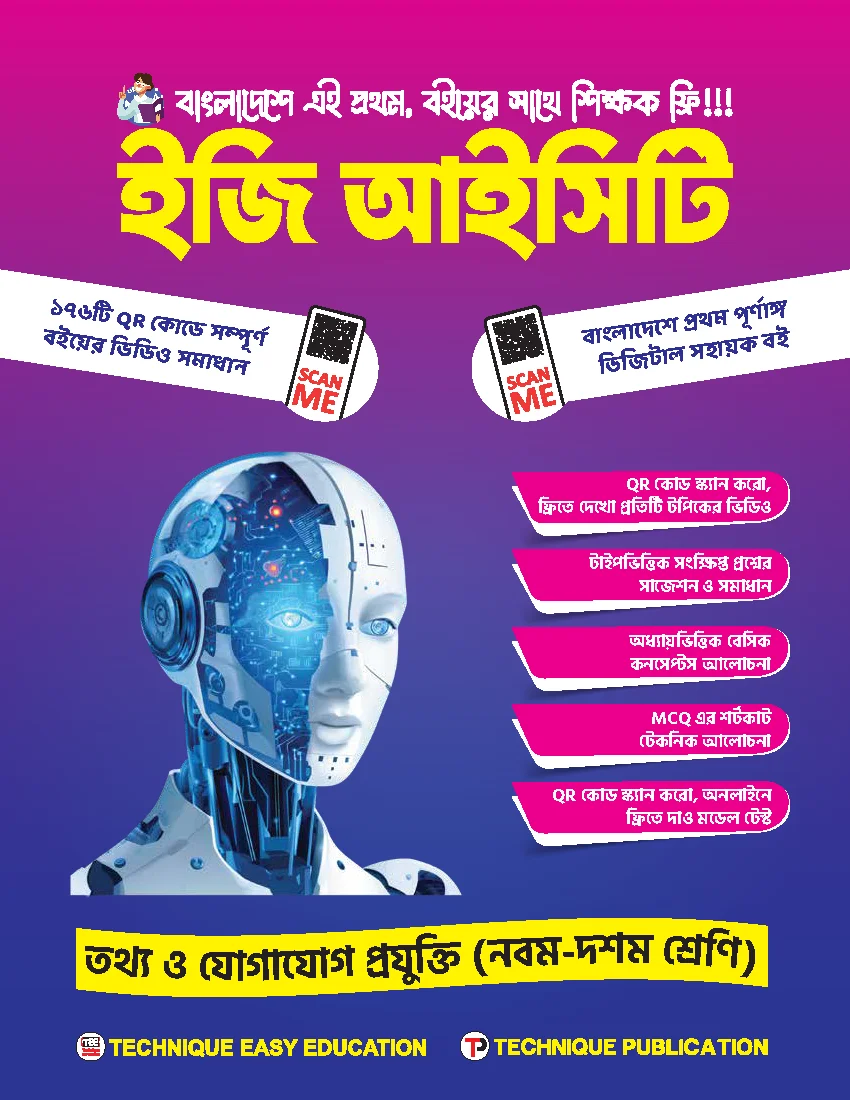 বাংলাদেশে এই প্রথম, বইয়ের সাথে শিক্ষক ফ্রি!!!
ইজি আইসিটি
১৭৬টি QR কোডে সম্পূর্ণ
বইয়ের ভিডিও সমাধান
SCAN
ME
বাংলাদেশে প্রথম পূর্ণাঙ্গ
ডিজিটাল সহায়ক বই
SCAN
ME
QR কোড স্ক্যান করো,
ফ্রিতে দেখো প্রতিটি টপিকের ভিডিও
টাইপভিত্তিক সংক্ষিপ্ত প্রশ্নের
সাজেশন ও সমাধান
অধ্যায়ভিত্তিক বেসিক
কনসেপ্টস আলোচনা
MCQ এর শর্টকাট
টেকনিক আলোচনা
QR কোড স্ক্যান করো, অনলাইনে
ফ্রিতে দাও মডেল টেস্ট
তথ্য ও যোগাযোগ প্রযুক্তি (নবম-দশম শ্রেণি)
TEE
TECHNIQUE EASY EDUCATION
TP
TECHNIQUE PUBLICATION